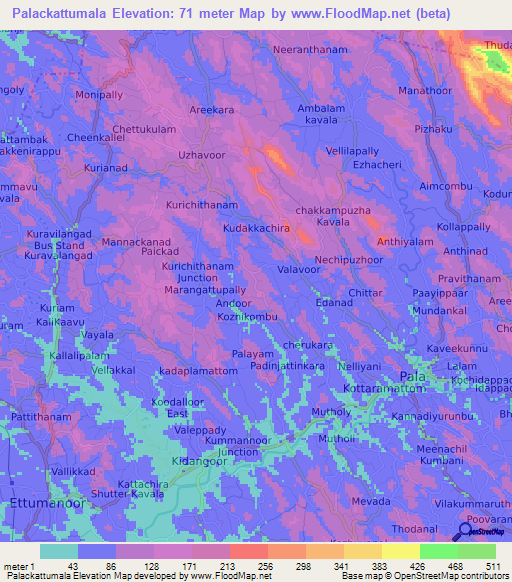 Palackattumala Elevation: 71 meter Map by www.FloodMap.net (beta)
Neeranthanam
Thuda
ngoly
Monipally
Manathoor
Areekara
Ambalam
kavala
Chettukulam
Pizhaku
attambak
Cheenkallel
akkenirappu
Uzhavoor
Vellilapally
Kurianad
Ezhacheri
mmavu
vala
Aimcombu
Kodum
Kurichithanam
chakkampuzha
Kavala
Kudakkachira
Kollappally
Kuravilangad
Bus Stand
Kuravalangad
Mannackanad
Paickad
Anthiyalam
Anthinad
Nechipuzhoor
Kurichithanam
Junction
Valavoor
Pravithanam
Marangattupally
Chittar
Paayippaar
Andoor
Edanad
Aree
Kuriam
Kozhikombu
Mundankal
Kalikaavu
uram
Vayala
Cho
cherukara
Kaveekunnu
Kallalipalam
Palayam
Vellakkal
kadaplamattom
Padinjattinkara
Nelliyani
Lalam
Pala
Kochidappad
Kottaramattom
idappad
Koodalloor
East
Mutholy
Pattithanam
Kannadiyurunbu
Bh
Valeppady
Kummannoor
Junction
Mutholi
Meenachil
Kumbani
Kidangoor
Vallikkad
Kattachira
Shutter Kavala
Ettumanoor
Mevada
Vilakummaruth
Poovaran
Thodanal
OpenStreetMap
meter 1 43 86 128 171 213 256 298 341 383 426 468 511
Palackattumala Elevation Map developed by www.FloodMap.net
Base map © OpenStreetMap contributors